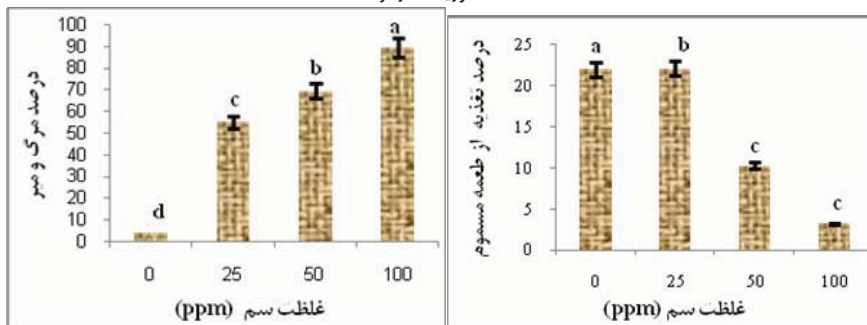 درصد مرگ و میر
100
90
80
70
60
50
40
30
20
10
0
d
c
b
a
0 25 50 100
غلظت سم (ppm)
درصد تغذیه از طعمه مسموم
25
20
15
10
5
0
a
b
c
c
0 25 50 100
غلظت سم (ppm)